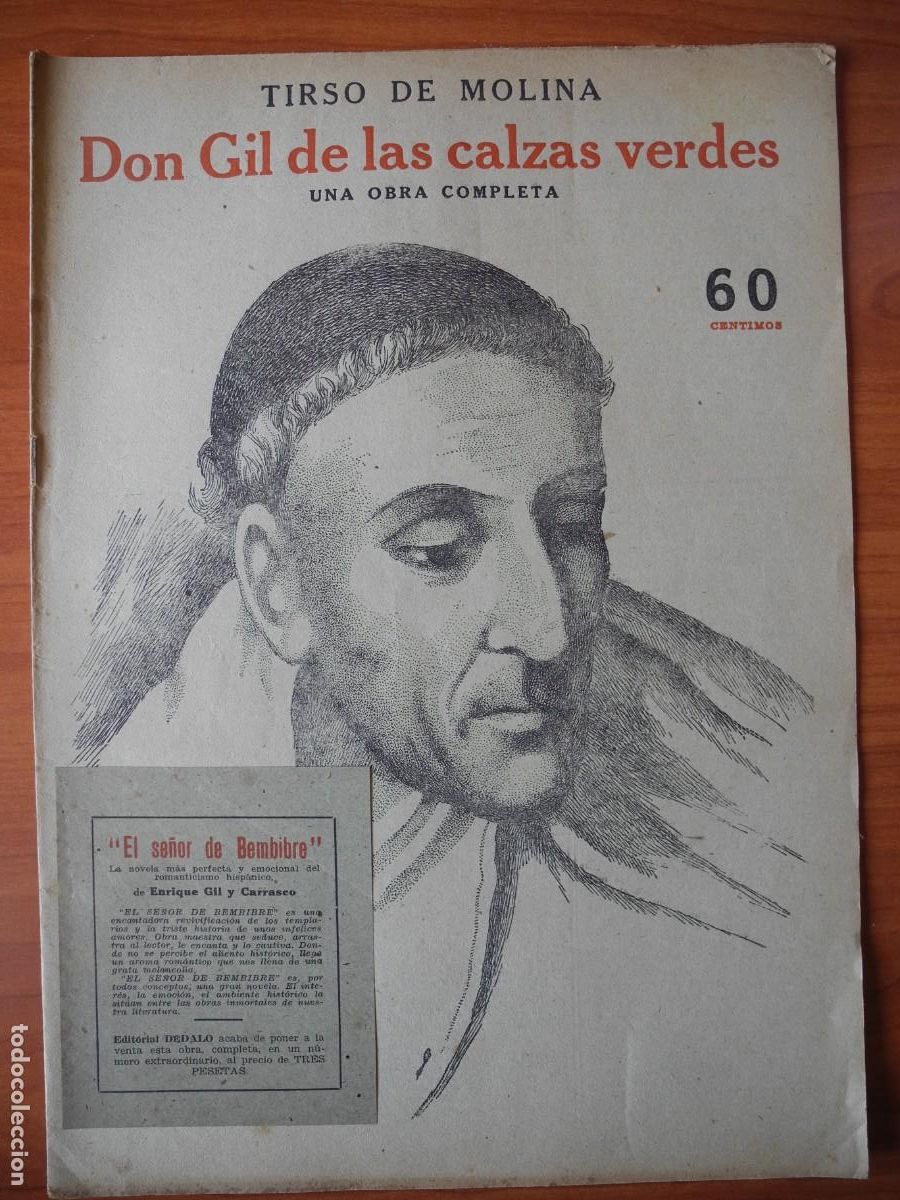 TIRSO DE MOLINA
Don Gil de las calzas verdes
UNA OBRA COMPLETA
60
CENTIMOS
"El señor de Bembibre"
La novela más perfecta y emocional del
romanticismo hispánico,
de Enrique Gil y Carrasco
"EL SEÑOR DE BEMBIBRE" es una
encantadora revivificación de los templa-
rios y la triste historia de unos infelices
amores. Obra maestra que seduce, arras-
tra al lector, le encanta y lo cautiva. Don-
de no se percibe el aliento histórico, llega
un aroma romántico que nos llena de una
grata melancolía.
"EL SEÑOR DE BEMBIBRE" es, por
todos conceptos, una gran novela. El inte-
rés, la emoción, el ambiente histórico la
sitúan entre las obras inmortales de nues-
tra literatura.
Editorial DEDALO acaba de poner a la
venta esta obra, completa, en un nú-
mero extraordinario, al precio de TRES
PESETAS
todocoleccion.net